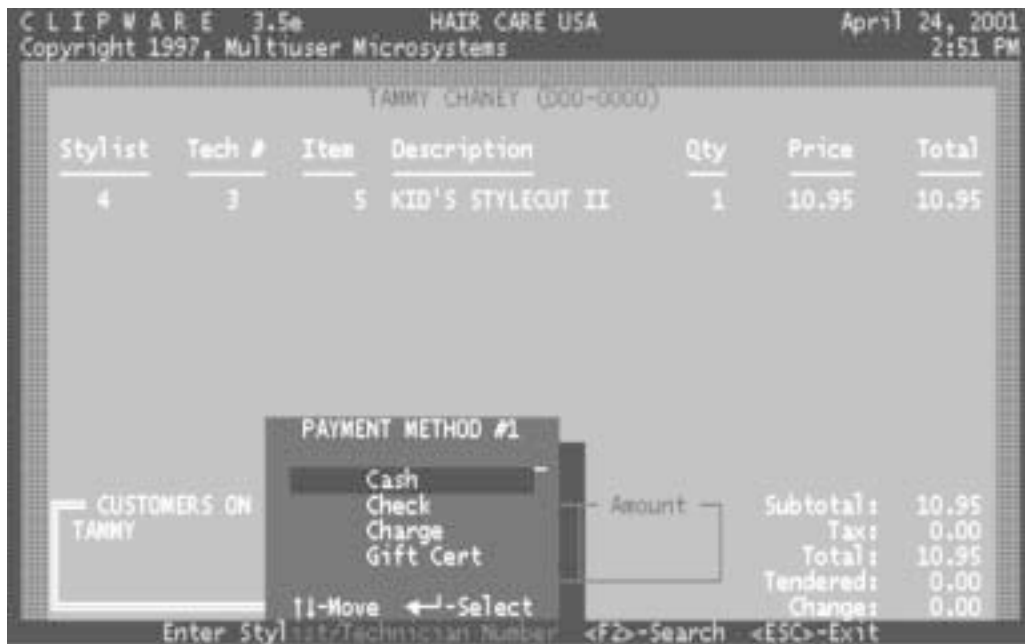 C L I P W A R E 3.5e HAIR CARE USA April 24, 2001
Copyright 1997, Multiuser Microsystems 2:51 PM
TAMMY CHANEY (000-0000)
Stylist Tech # Item Description Qty Price Total
4 3 5 KID'S STYLECUT II 1 10.95 10.95
PAYMENT METHOD #1
Cash
Check
Charge
Gift Cert
↑↓-Move ↵-Select
CUSTOMERS ON
TAMMY
Amount
Subtotal: 10.95
Tax: 0.00
Total: 10.95
Tendered: 0.00
Change: 0.00
Enter Stylist/Technician Number <F2>-Search <ESC>-Exit